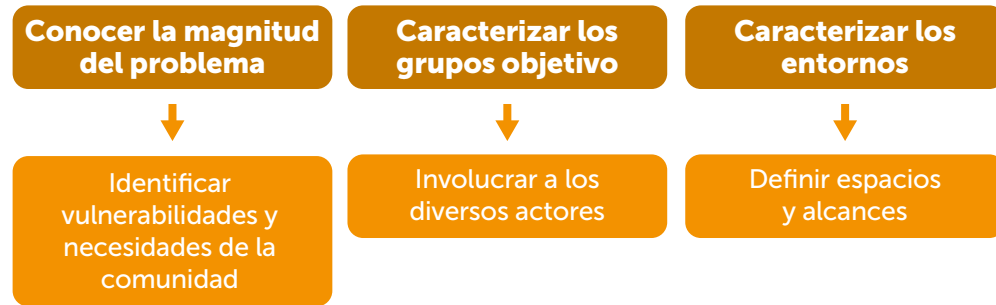 Conocer la magnitud
del problema
Identificar
vulnerabilidades y
necesidades de la
comunidad
Caracterizar los
grupos objetivo
Involucrar a los
diversos actores
Caracterizar los
entornos
Definir espacios
y alcances